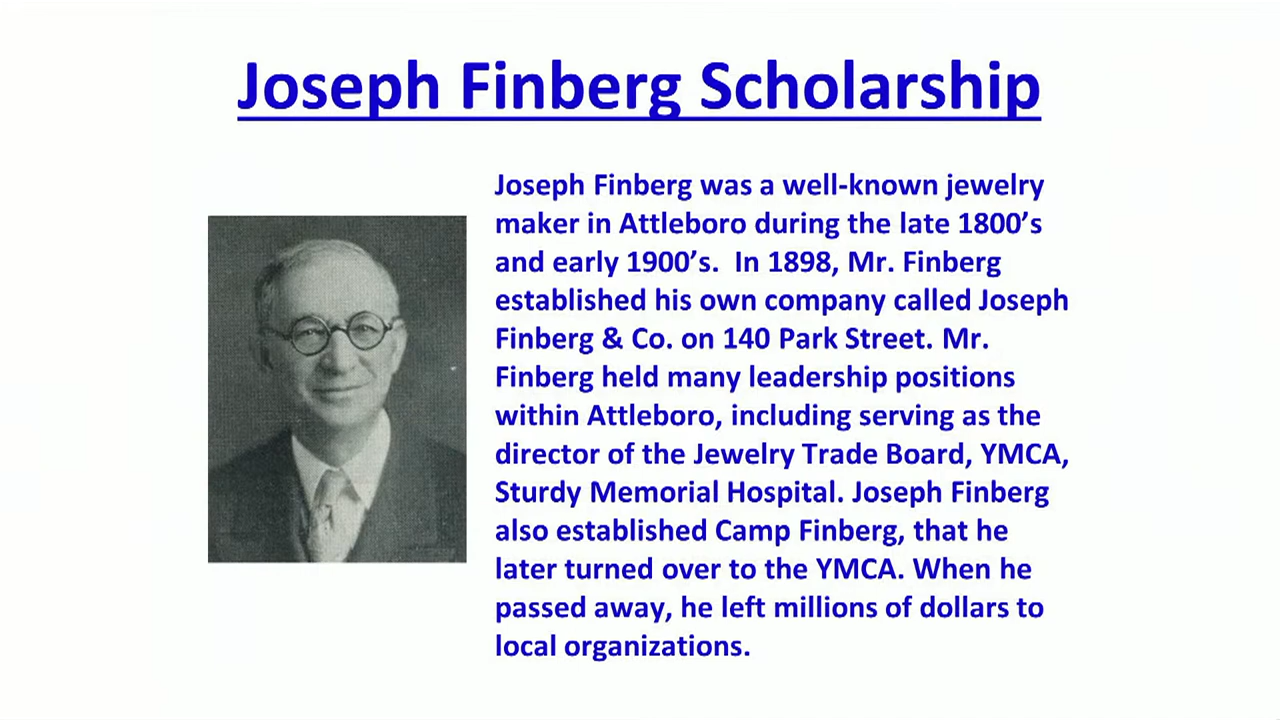 Joseph Finberg Scholarship
Joseph Finberg was a well-known jewelry
maker in Attleboro during the late 1800’s
and early 1900’s.  In 1898, Mr. Finberg
established his own company called Joseph
Finberg & Co. on 140 Park Street. Mr.
Finberg held many leadership positions
within Attleboro, including serving as the
director of the Jewelry Trade Board, YMCA,
Sturdy Memorial Hospital. Joseph Finberg
also established Camp Finberg, that he
later turned over to the YMCA. When he
passed away, he left millions of dollars to
local organizations.